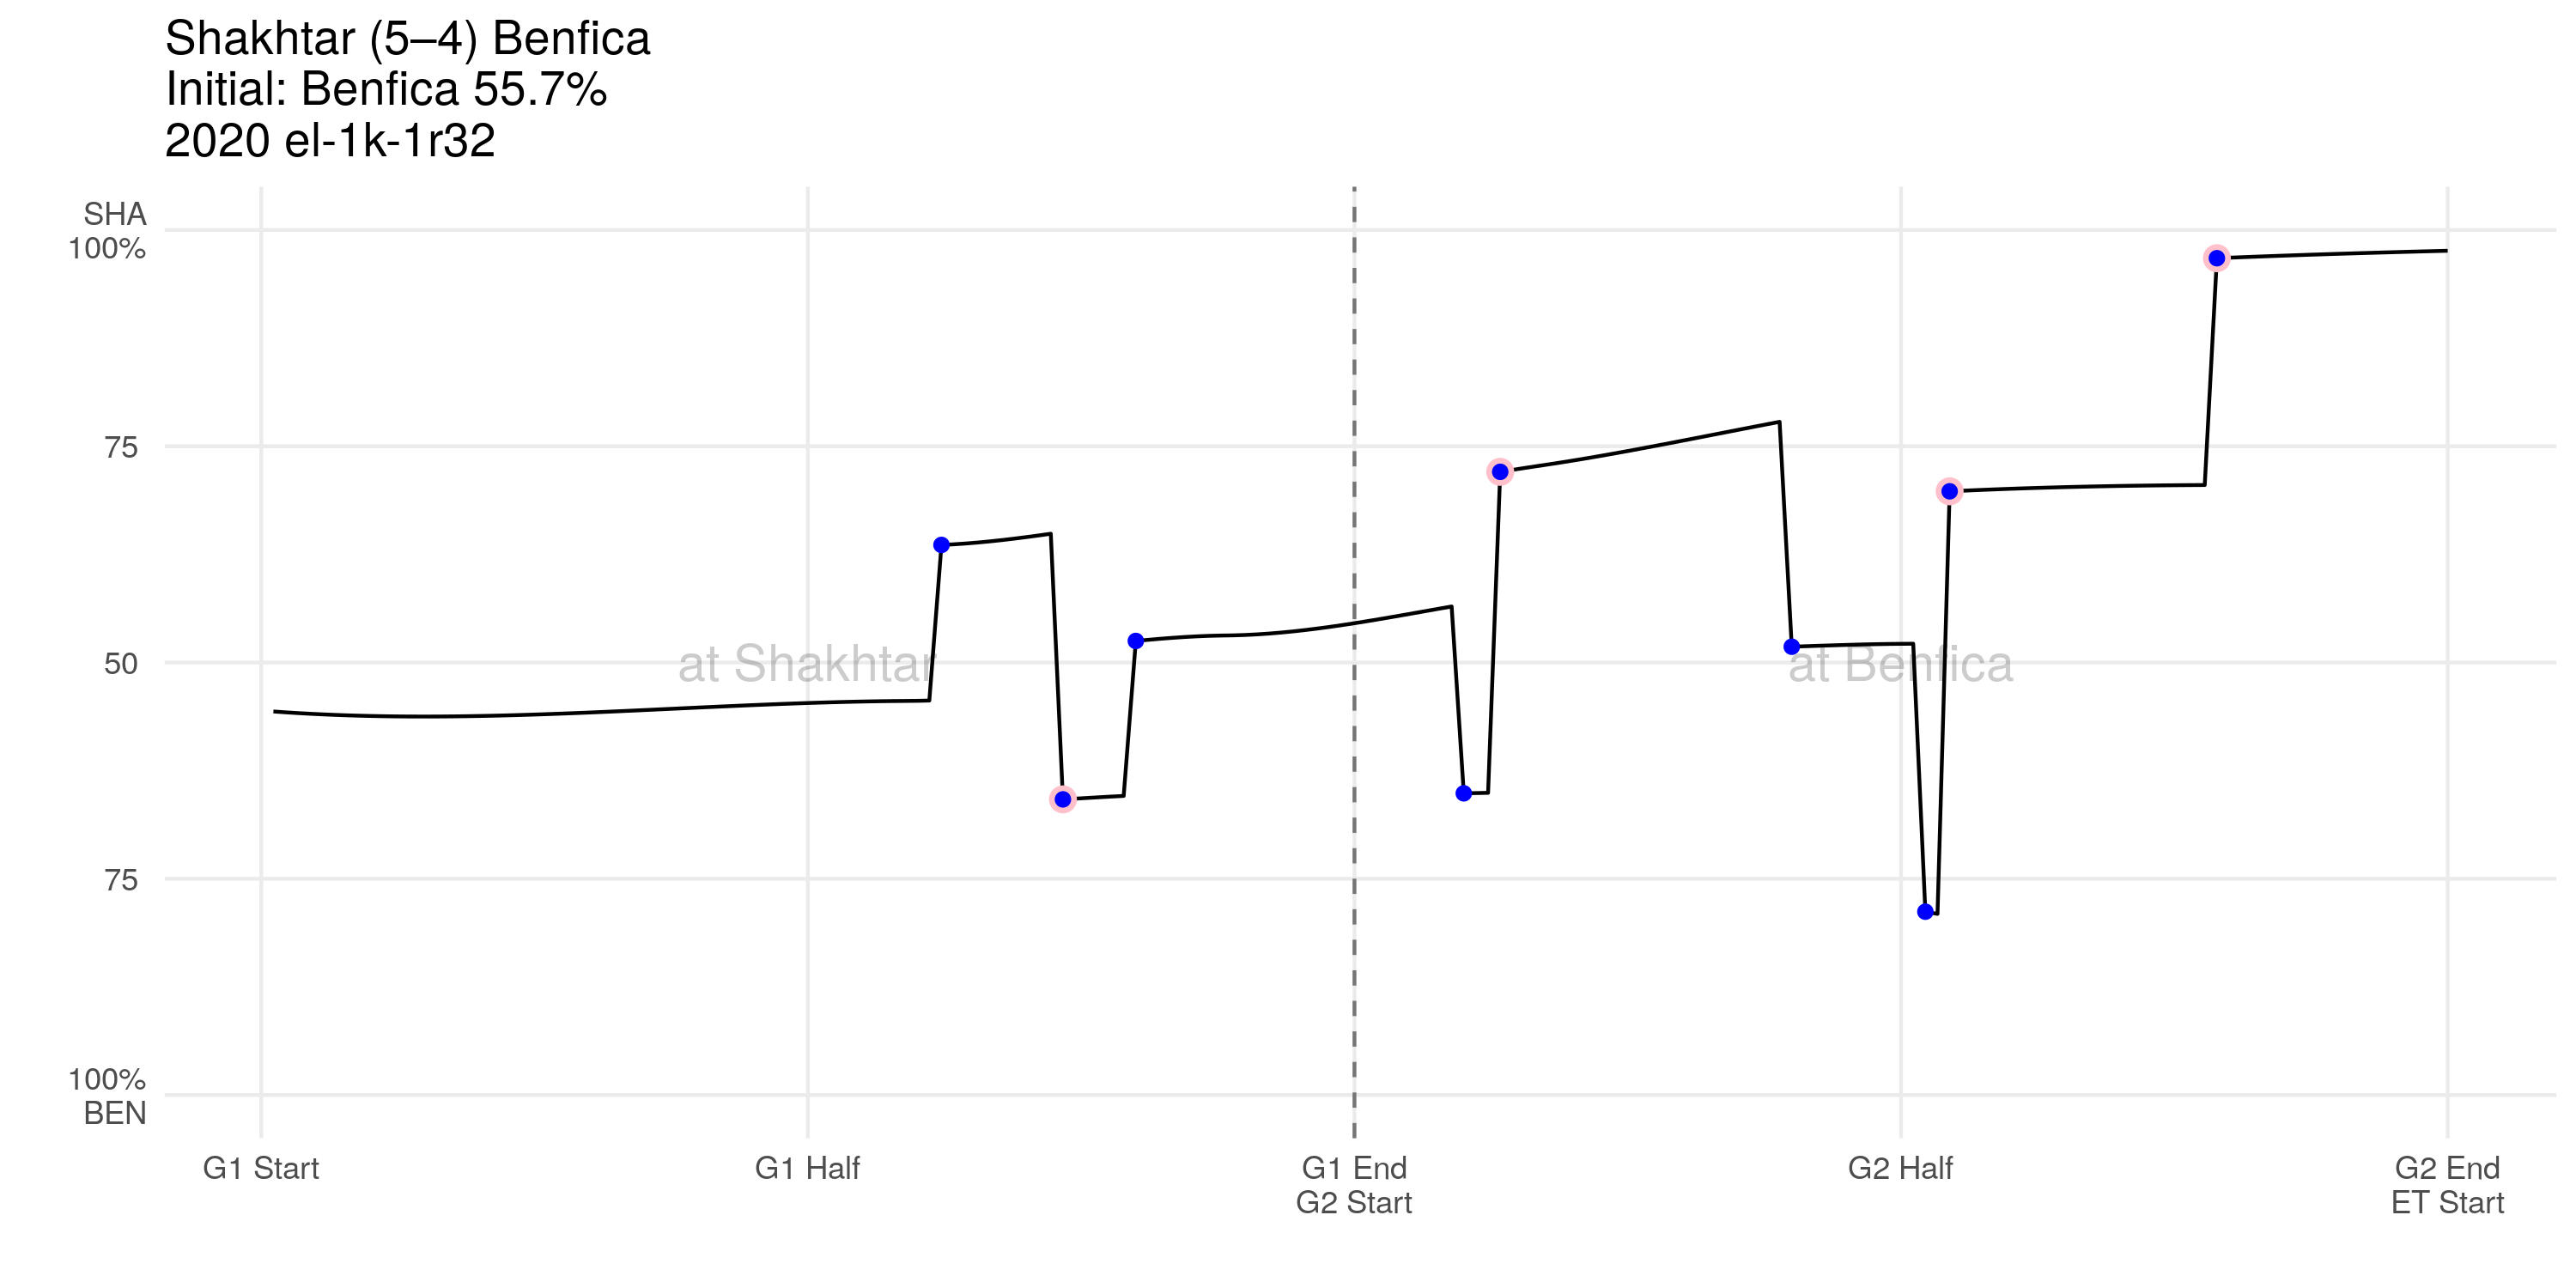 Shakhtar (5–4) Benfica
Initial: Benfica 55.7%
2020 el-1k-1r32
SHA
100%
75
50
75
100%
BEN
at Shakhtar
at Benfica
G1 Start
G1 Half
G1 End
G2 Start
G2 Half
G2 End
ET Start